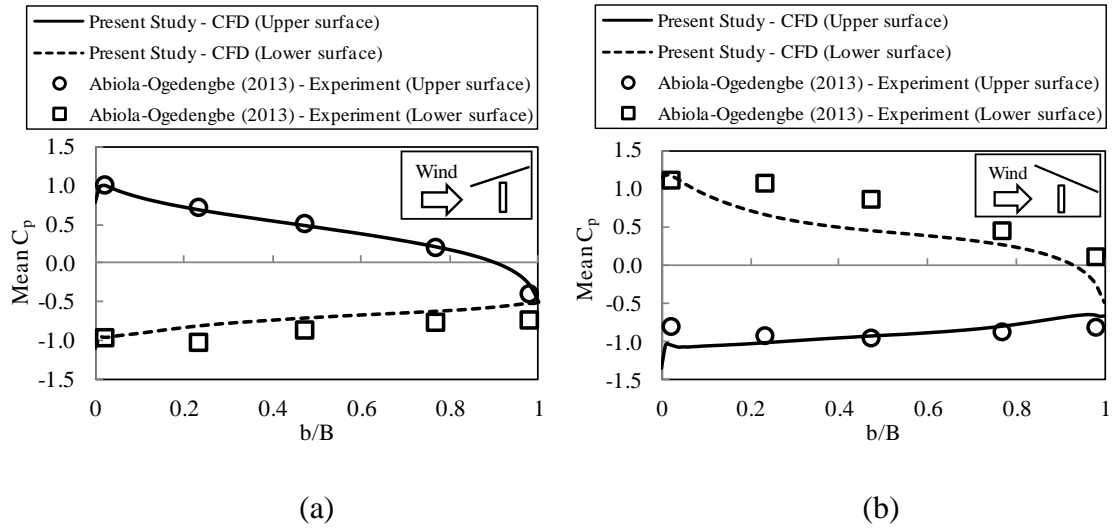 Present Study - CFD (Upper surface)
Present Study - CFD (Lower surface)
Abiola-Ogedengbe (2013) - Experiment (Upper surface)
Abiola-Ogedengbe (2013) - Experiment (Lower surface)
1.5
1.0
0.5
0.0
-0.5
-1.0
-1.5
Mean Cp
Wind
0 0.2 0.4 0.6 0.8 1
b/B
(a)
Present Study - CFD (Upper surface)
Present Study - CFD (Lower surface)
Abiola-Ogedengbe (2013) - Experiment (Upper surface)
Abiola-Ogedengbe (2013) - Experiment (Lower surface)
1.5
1.0
0.5
0.0
-0.5
-1.0
-1.5
Mean Cp
Wind
0 0.2 0.4 0.6 0.8 1
b/B
(b)